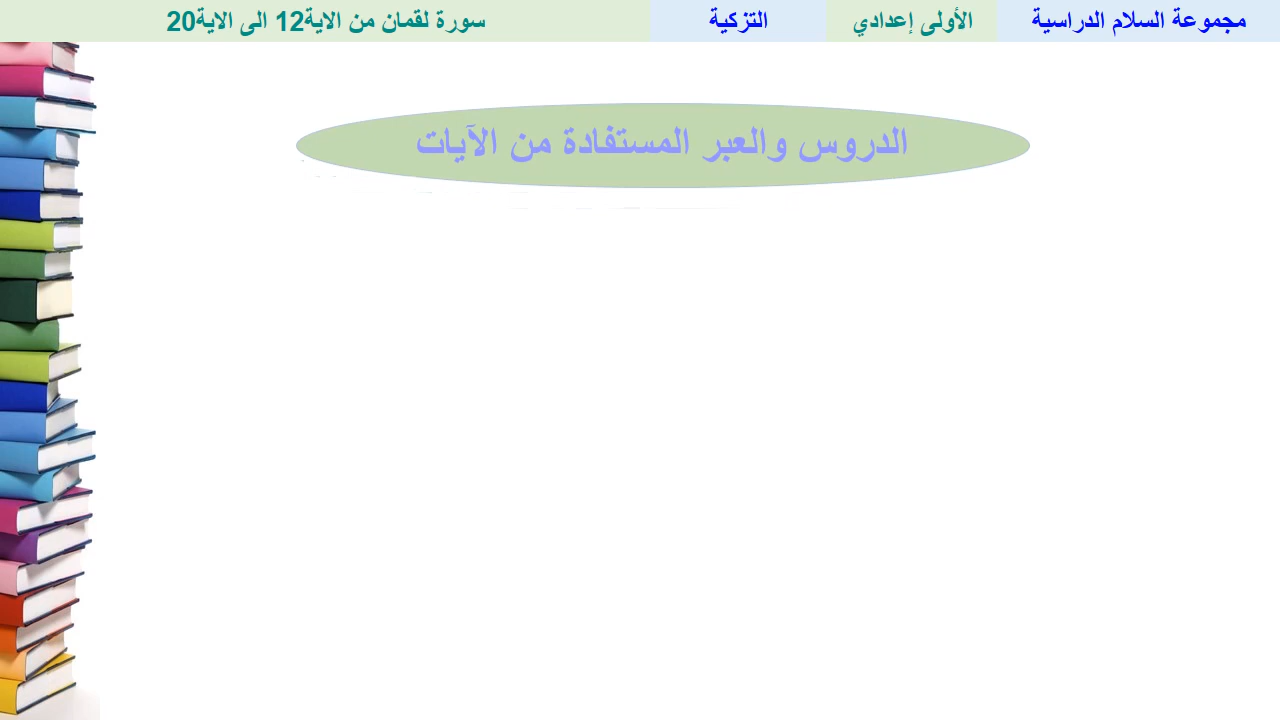 مجموعة السلام الدراسية الأولى إعدادي التزكية سورة لقمان من الاية12 الى الاية20
الدروس والعبر المستفادة من الآيات